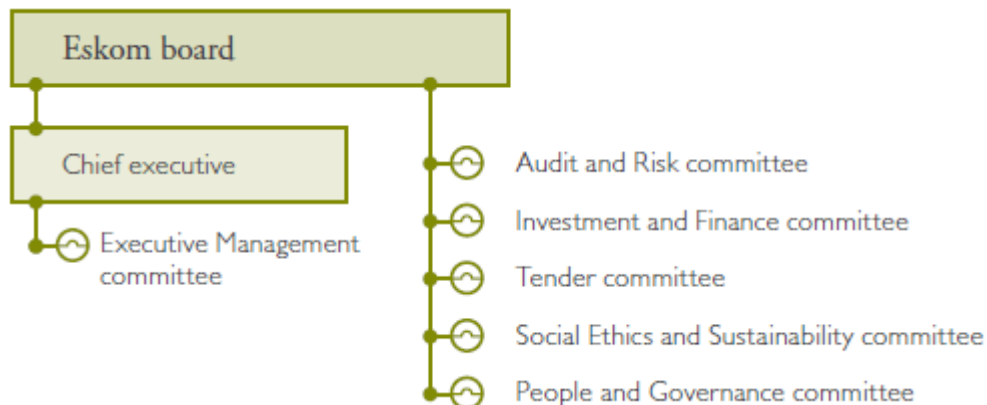 Eskom board
Chief executive
Executive Management
committee
Audit and Risk committee
Investment and Finance committee
Tender committee
Social Ethics and Sustainability committee
People and Governance committee